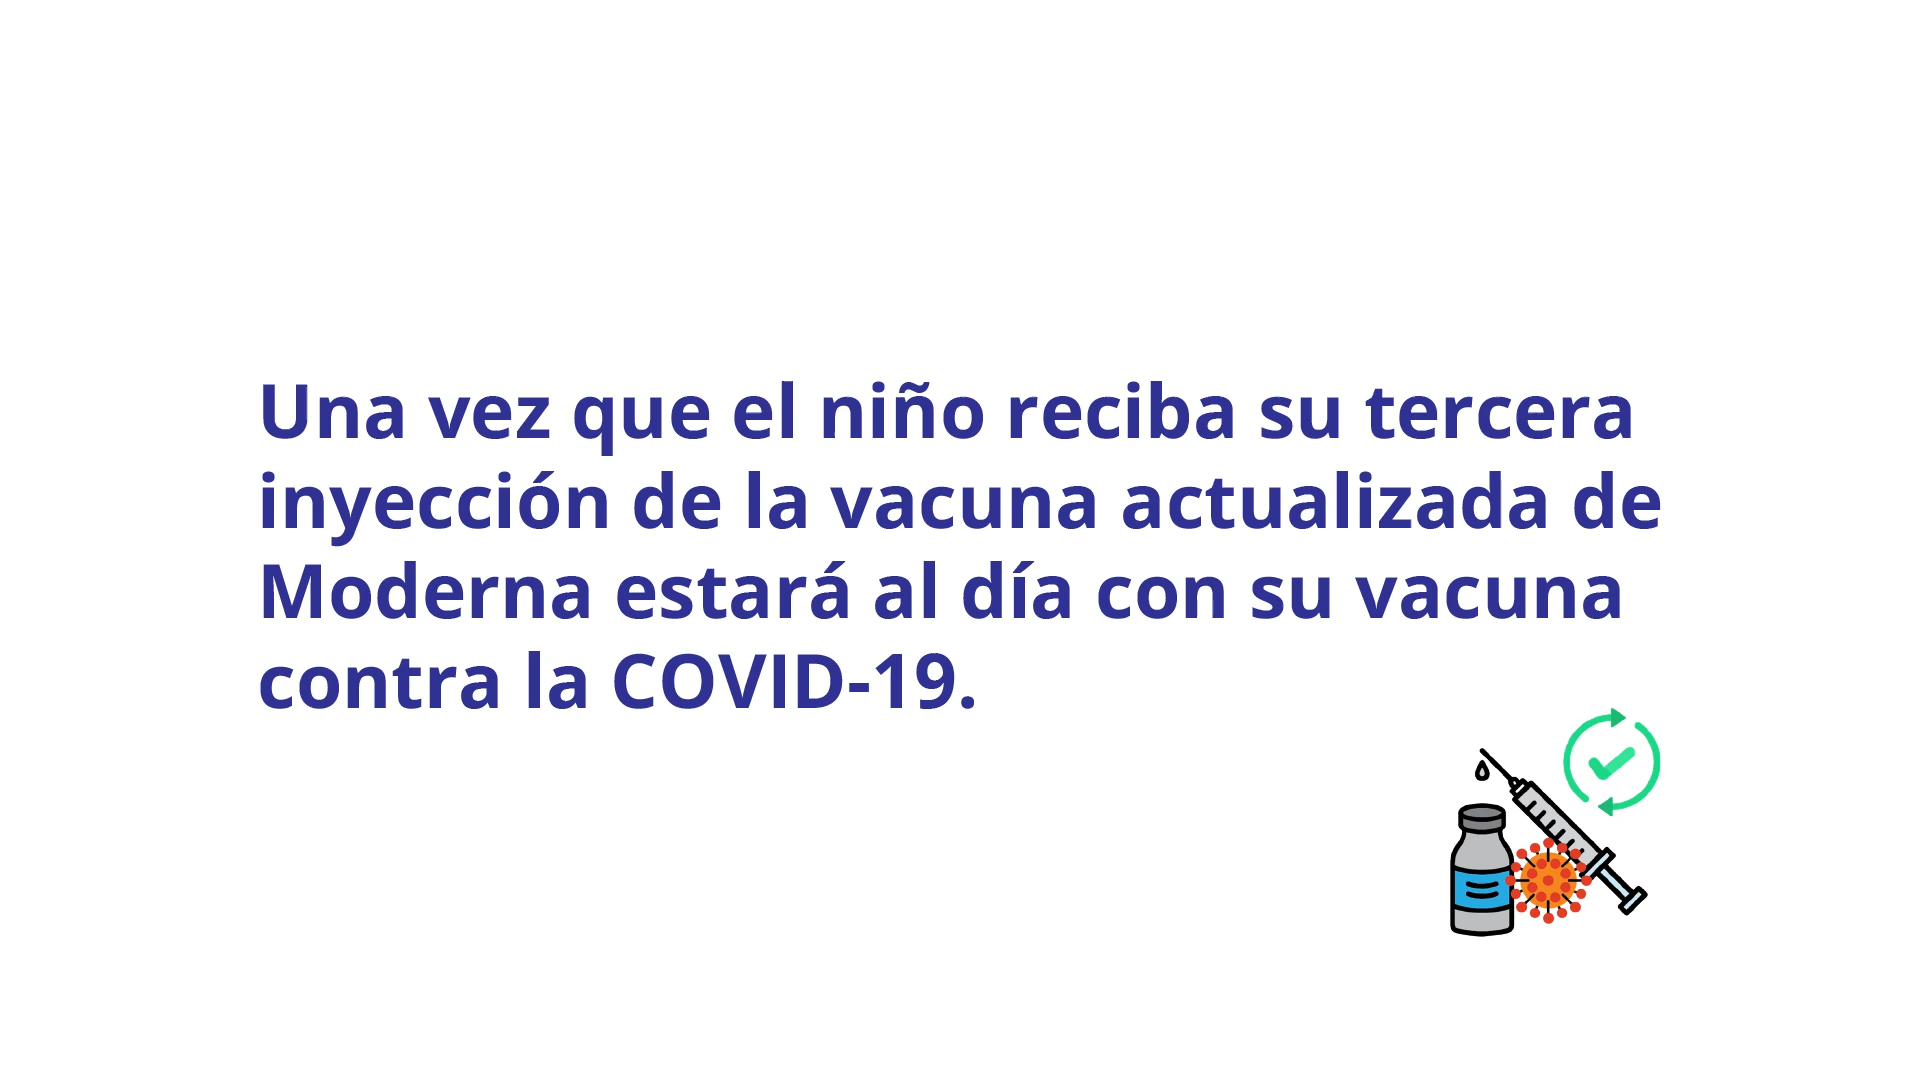 Una vez que el niño reciba su tercera
inyección de la vacuna actualizada de
Moderna estará al día con su vacuna
contra la COVID-19.